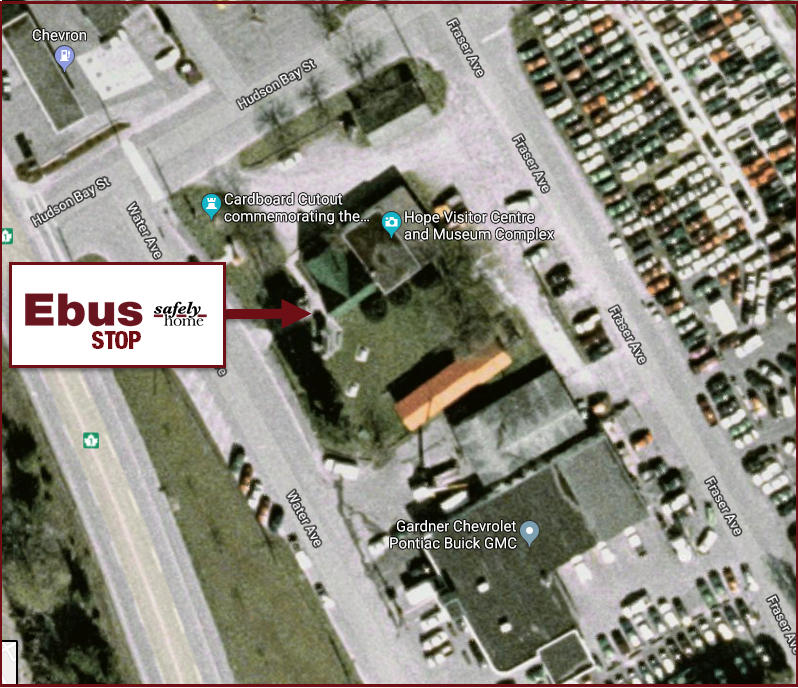 Chevron
Fraser Ave
Hudson Bay St
Fraser Ave
Hudson Bay St
Cardboard Cutout
commemorating the...
Hope Visitor Centre
and Museum Complex
Water Ave
1
Ebus safely
home
STOP
Fraser Ave
1
Water Ave
Fraser Ave
Gardner Chevrolet
Pontiac Buick GMC
Fraser Ave